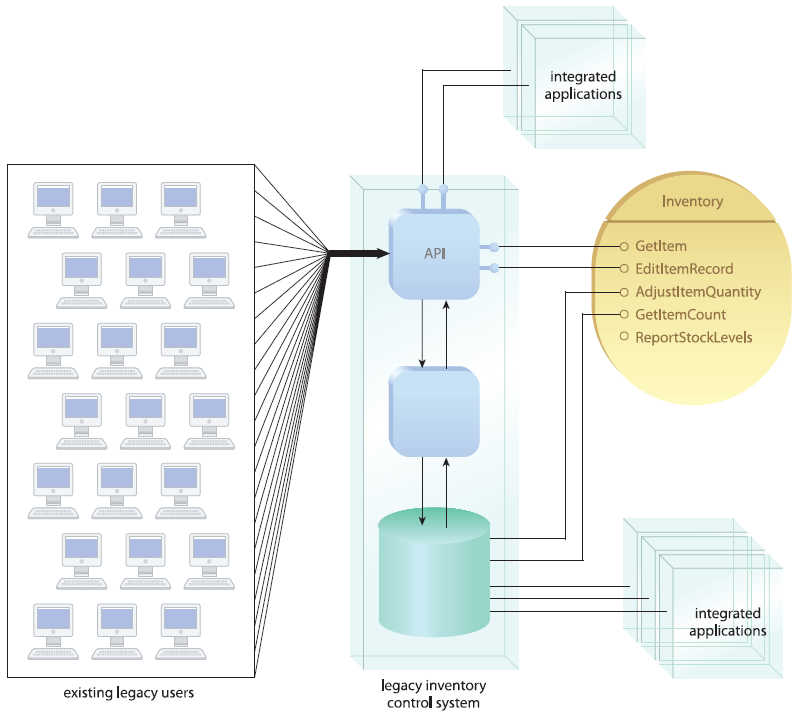 integrated
applications
Inventory
API
GetItem
EditItemRecord
AdjustItemQuantity
GetItemCount
ReportStockLevels
integrated
applications
existing legacy users
legacy inventory
control system